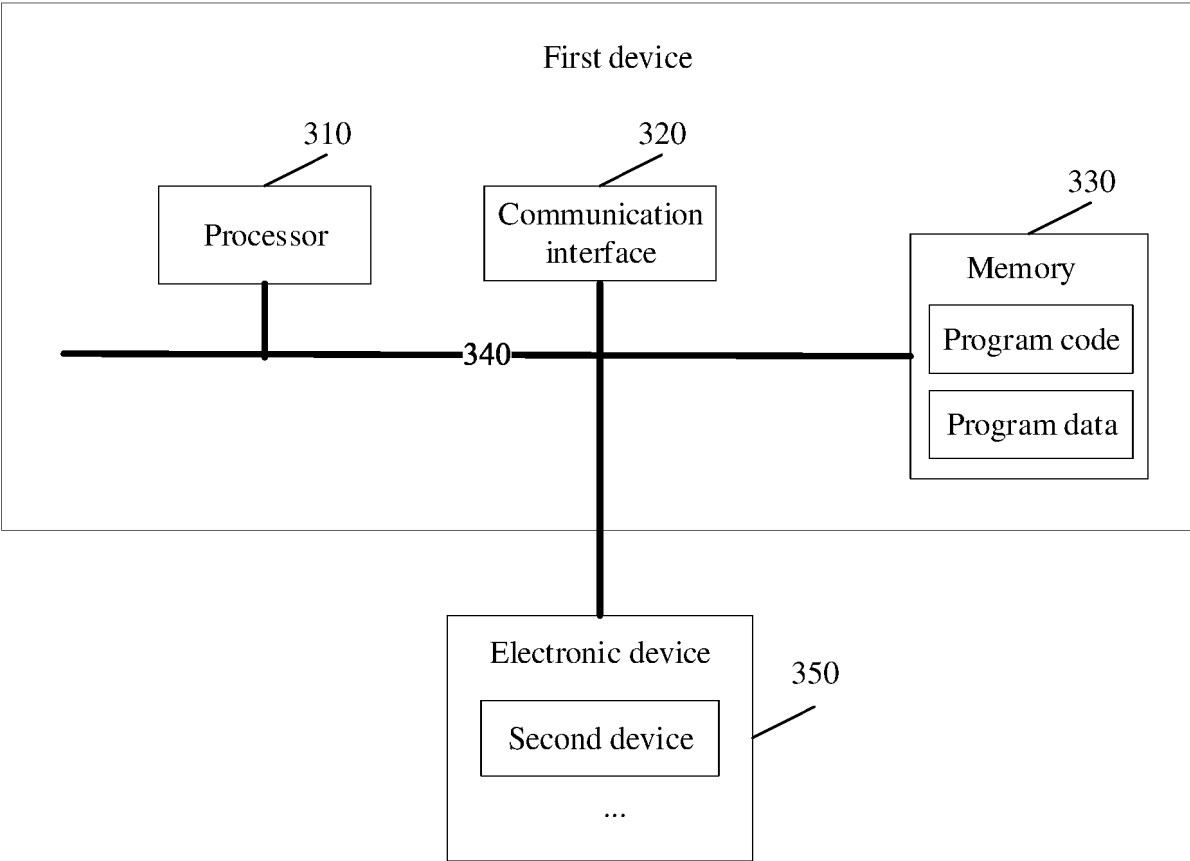 First device
310
320
330
Processor
Communication
interface
Memory
Program code
Program data
340
Electronic device
350
Second device
...